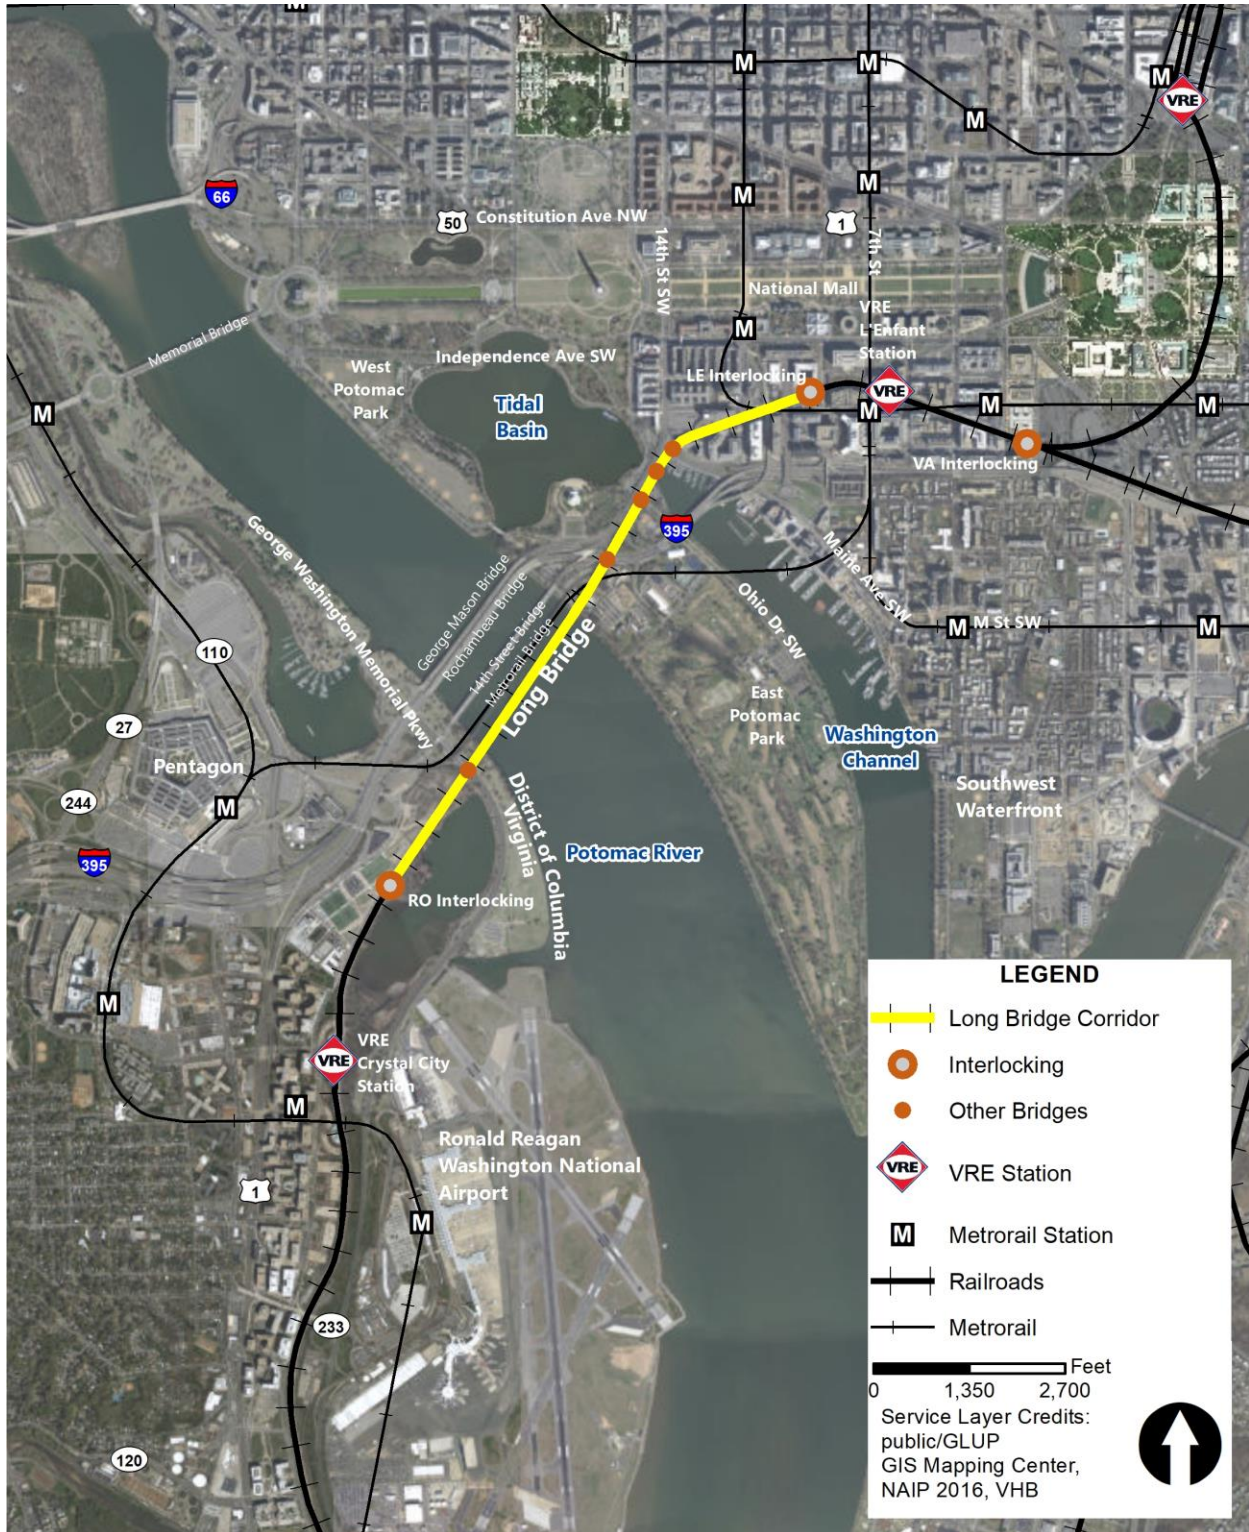 M
M
M
M
VRE
M
M
M
66
50
Constitution Ave NW
1
14th St SW
7th St
National Mall
VRE
L'Enfant
Station
M
Memorial Bridge
Independence Ave SW
West
Potomac
Park
LE Interlocking
VRE
M
M
M
M
Tidal
Basin
VA Interlocking
395
George Washington Memorial Pkwy
George Mason Bridge
Rochambeau Bridge
14th Street Bridge
Metrorail Bridge
Long Bridge
Maine Ave SW
Ohio Dr SW
M
M St SW
M
110
27
East
Potomac
Park
Washington
Channel
Pentagon
244
M
Southwest
Waterfront
District of Columbia
Virginia
Potomac River
395
RO Interlocking
M
VRE
VRE
Crystal City
Station
M
Ronald Reagan
Washington National
Airport
1
M
233
120
LEGEND
Long Bridge Corridor
Interlocking
Other Bridges
VRE
VRE Station
M
Metrorail Station
Railroads
Metrorail
Feet
0 1,350 2,700
Service Layer Credits:
public/GLUP
GIS Mapping Center,
NAIP 2016, VHB